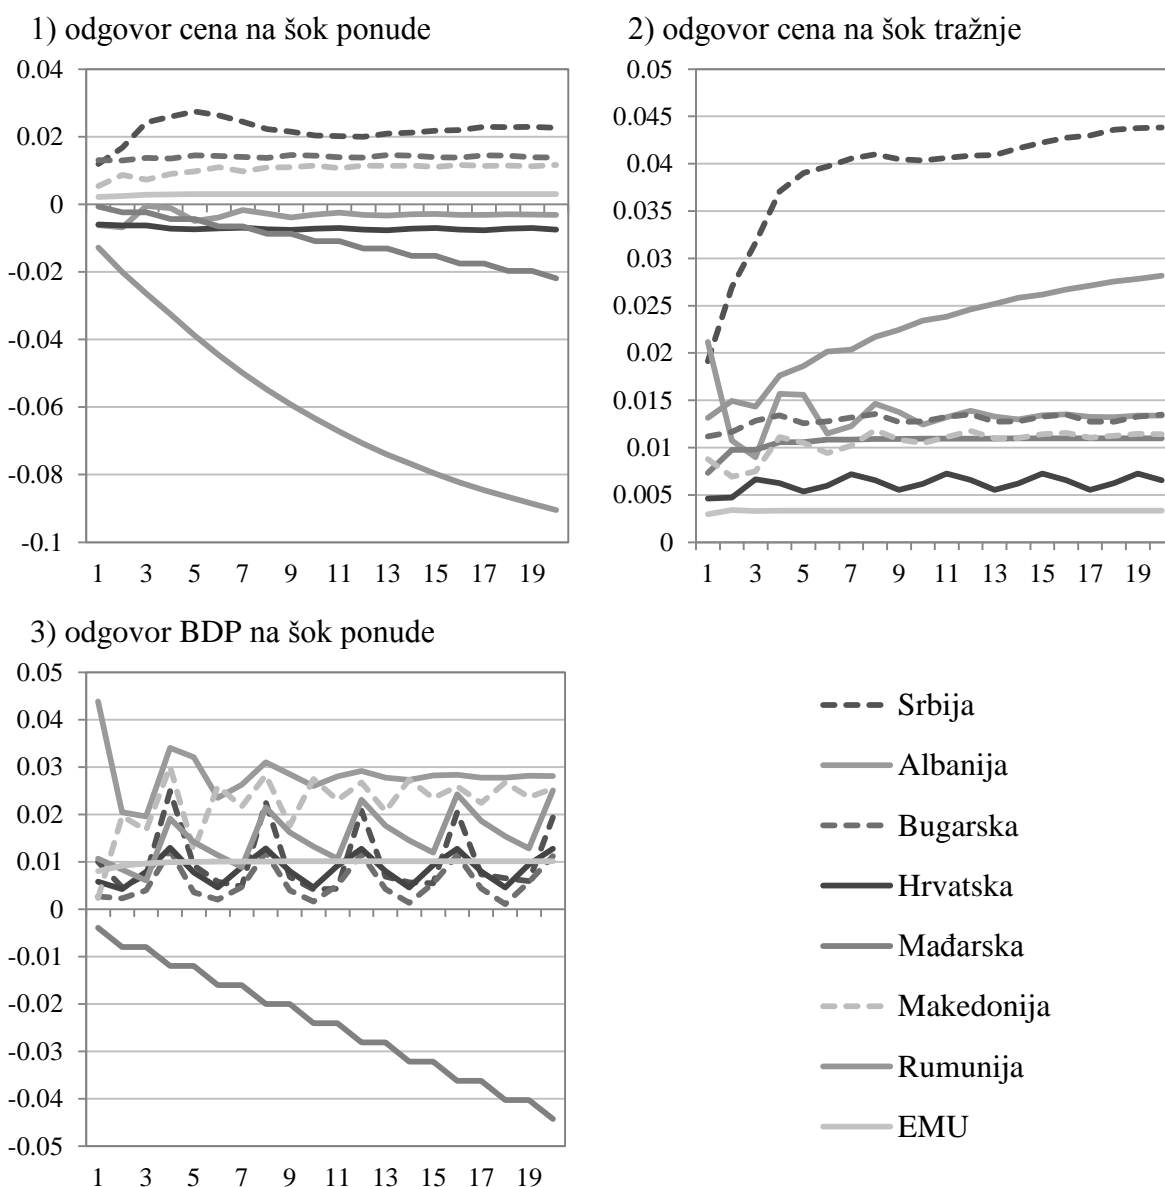 1) odgovor cena na šok ponude
0.04
0.02
0
-0.02
-0.04
-0.06
-0.08
-0.1
1 3 5 7 9 11 13 15 17 19
2) odgovor cena na šok tražnje
0.05
0.045
0.04
0.035
0.03
0.025
0.02
0.015
0.01
0.005
0
1 3 5 7 9 11 13 15 17 19
3) odgovor BDP na šok ponude
0.05
0.04
0.03
0.02
0.01
0
-0.01
-0.02
-0.03
-0.04
-0.05
1 3 5 7 9 11 13 15 17 19
Srbija
Albanija
Bugarska
Hrvatska
Mađarska
Makedonija
Rumunija
EMU